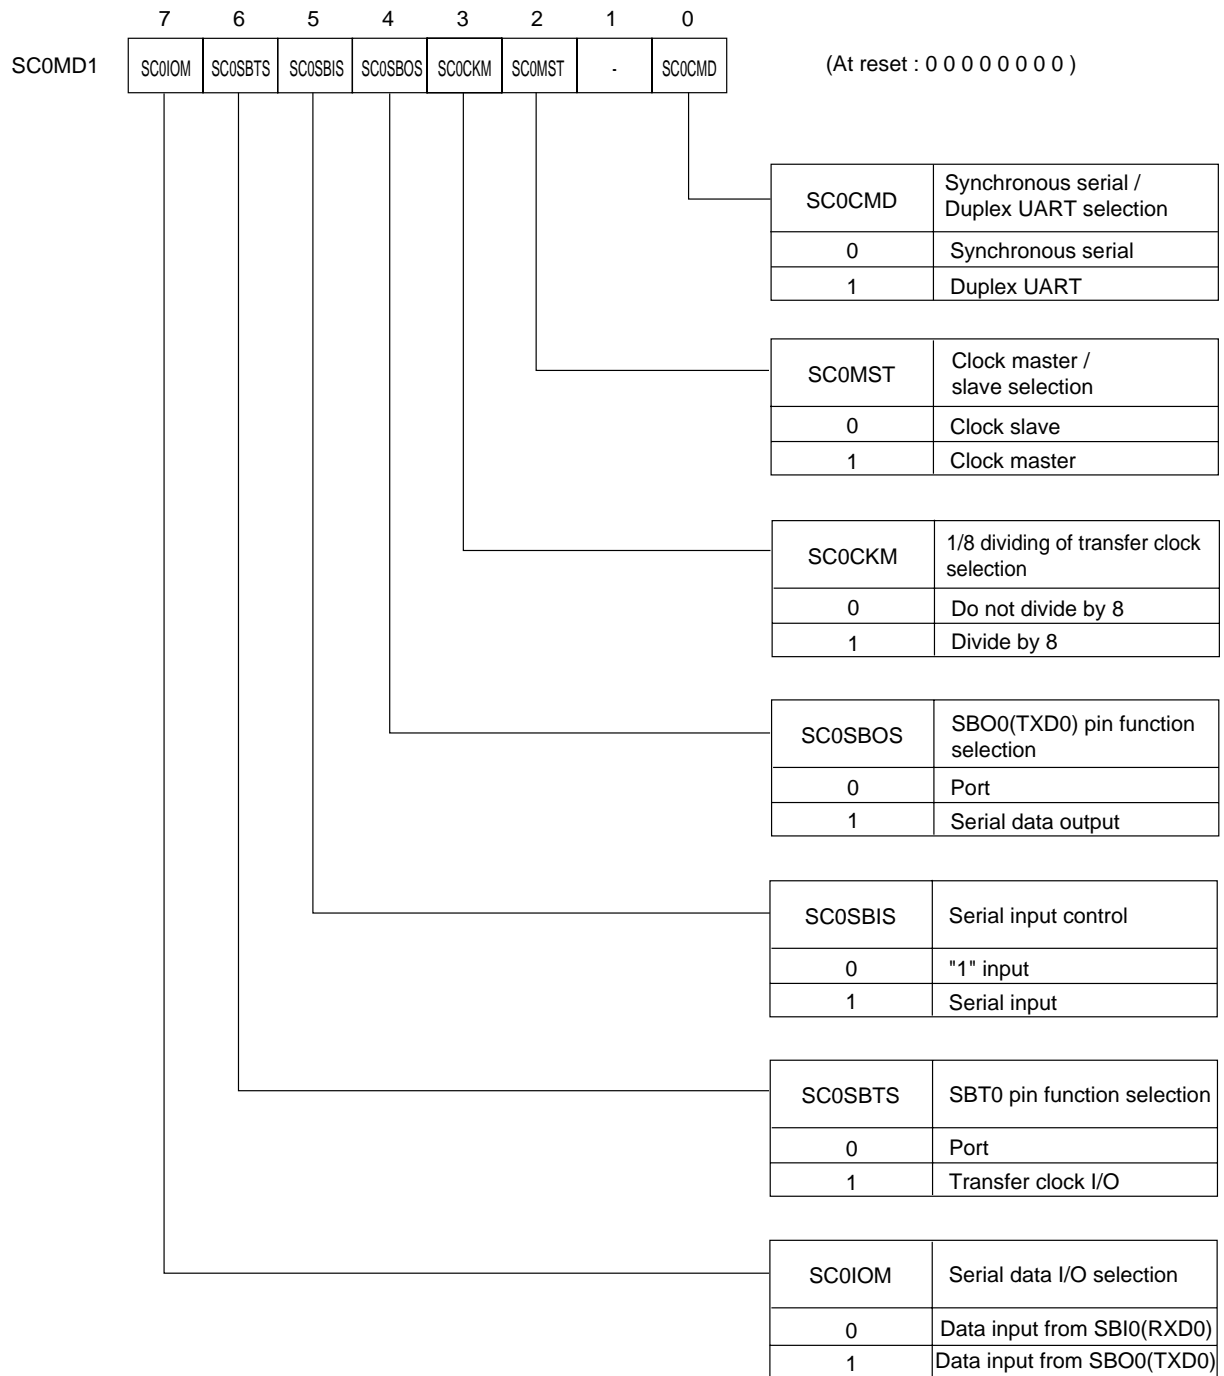 7 6 5 4 3 2 1 0
SC0MD1 SC0IOM SC0SBTS SC0SBIS SC0SBOS SC0CKM SC0MST - SC0CMD (At reset : 0 0 0 0 0 0 0 0 )
SC0CMD Synchronous serial /
Duplex UART selection
0 Synchronous serial
1 Duplex UART
SC0MST Clock master /
slave selection
0 Clock slave
1 Clock master
SC0CKM 1/8 dividing of transfer clock
selection
0 Do not divide by 8
1 Divide by 8
SC0SBOS SBO0(TXD0) pin function
selection
0 Port
1 Serial data output
SC0SBIS Serial input control
0 "1" input
1 Serial input
SC0SBTS SBT0 pin function selection
0 Port
1 Transfer clock I/O
SC0IOM Serial data I/O selection
0 Data input from SBI0(RXD0)
1 Data input from SBO0(TXD0)